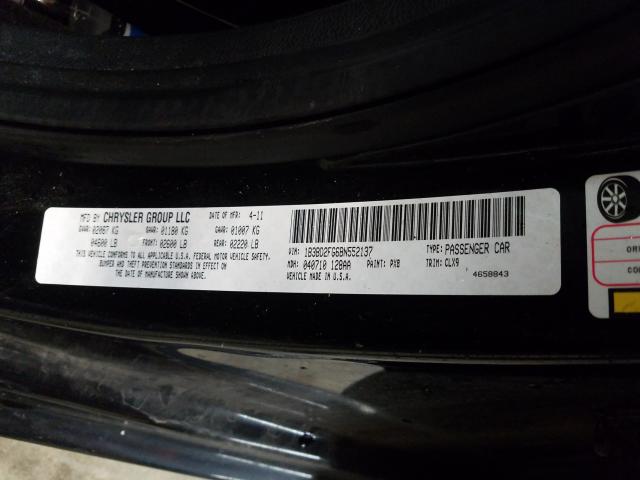 MFD BY CHRYSLER GROUP LLC DATE OF MFR: 4-11
GVWR: 02087 KG GAWR: 01180 KG GAWR: 01007 KG
04600 LB FRONT: 02600 LB REAR: 02220 LB
THIS VEHICLE CONFORMS TO ALL APPLICABLE U.S.A. FEDERAL MOTOR VEHICLE SAFETY,
BUMPER AND THEFT PREVENTION STANDARDS IN EFFECT ON
THE DATE OF MANUFACTURE SHOWN ABOVE.
VIN: 1B3BD2FG6BN552137 TYPE: PASSENGER CAR
MDH: 040710 128AA PAINT: PXB TRIM: CLX9
VEHICLE MADE IN U.S.A. 4658843